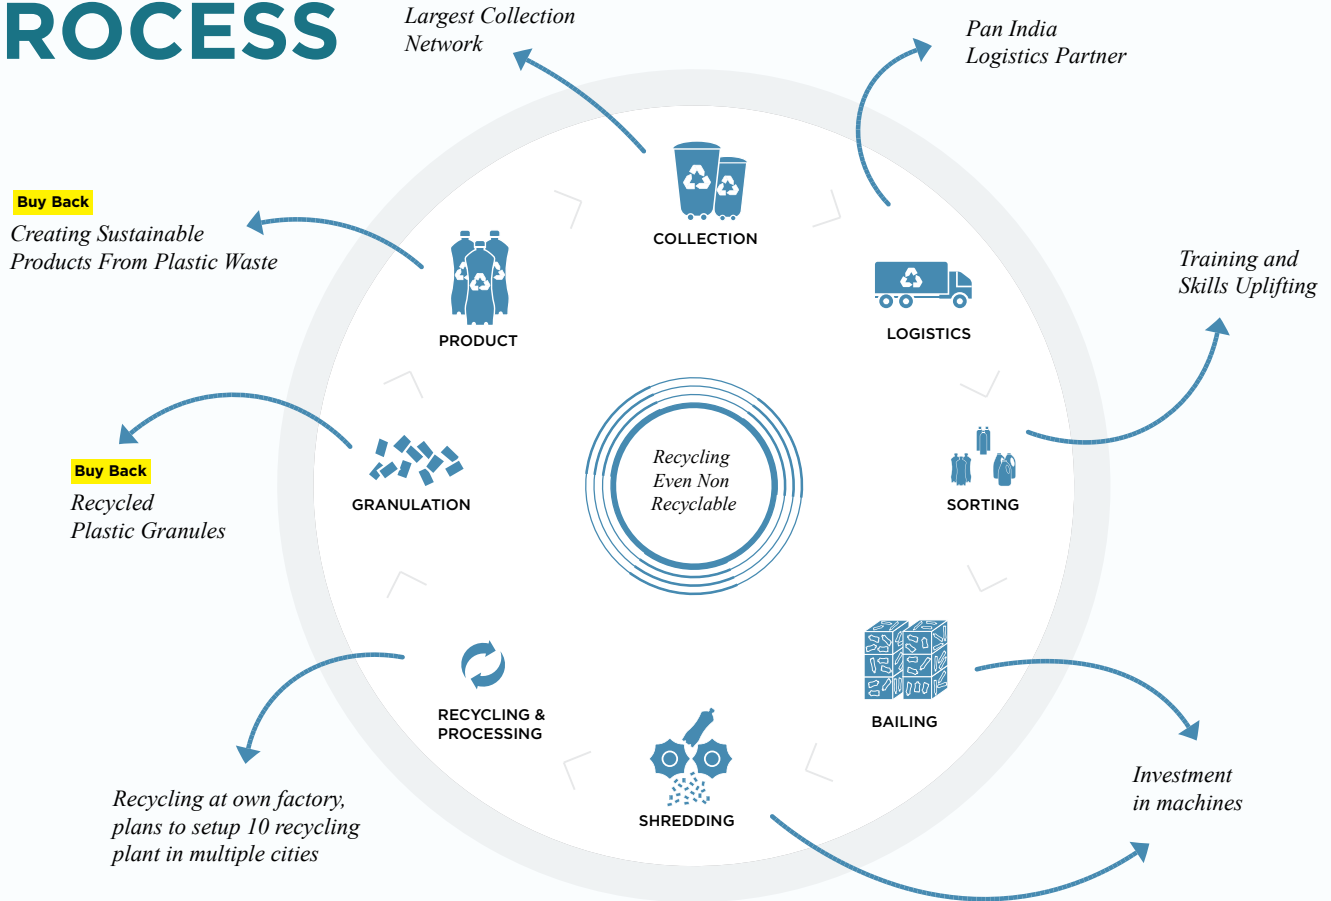 ROCESS
Largest Collection
Network
Pan India
Logistics Partner
Buy Back
Creating Sustainable
Products From Plastic Waste
COLLECTION
Training and
Skills Uplifting
PRODUCT
LOGISTICS
Buy Back
Recycled
Plastic Granules
GRANULATION
Recycling
Even Non
Recyclable
SORTING
RECYCLING &
PROCESSING
BAILING
Recycling at own factory,
plans to setup 10 recycling
plant in multiple cities
SHREDDING
Investment
in machines